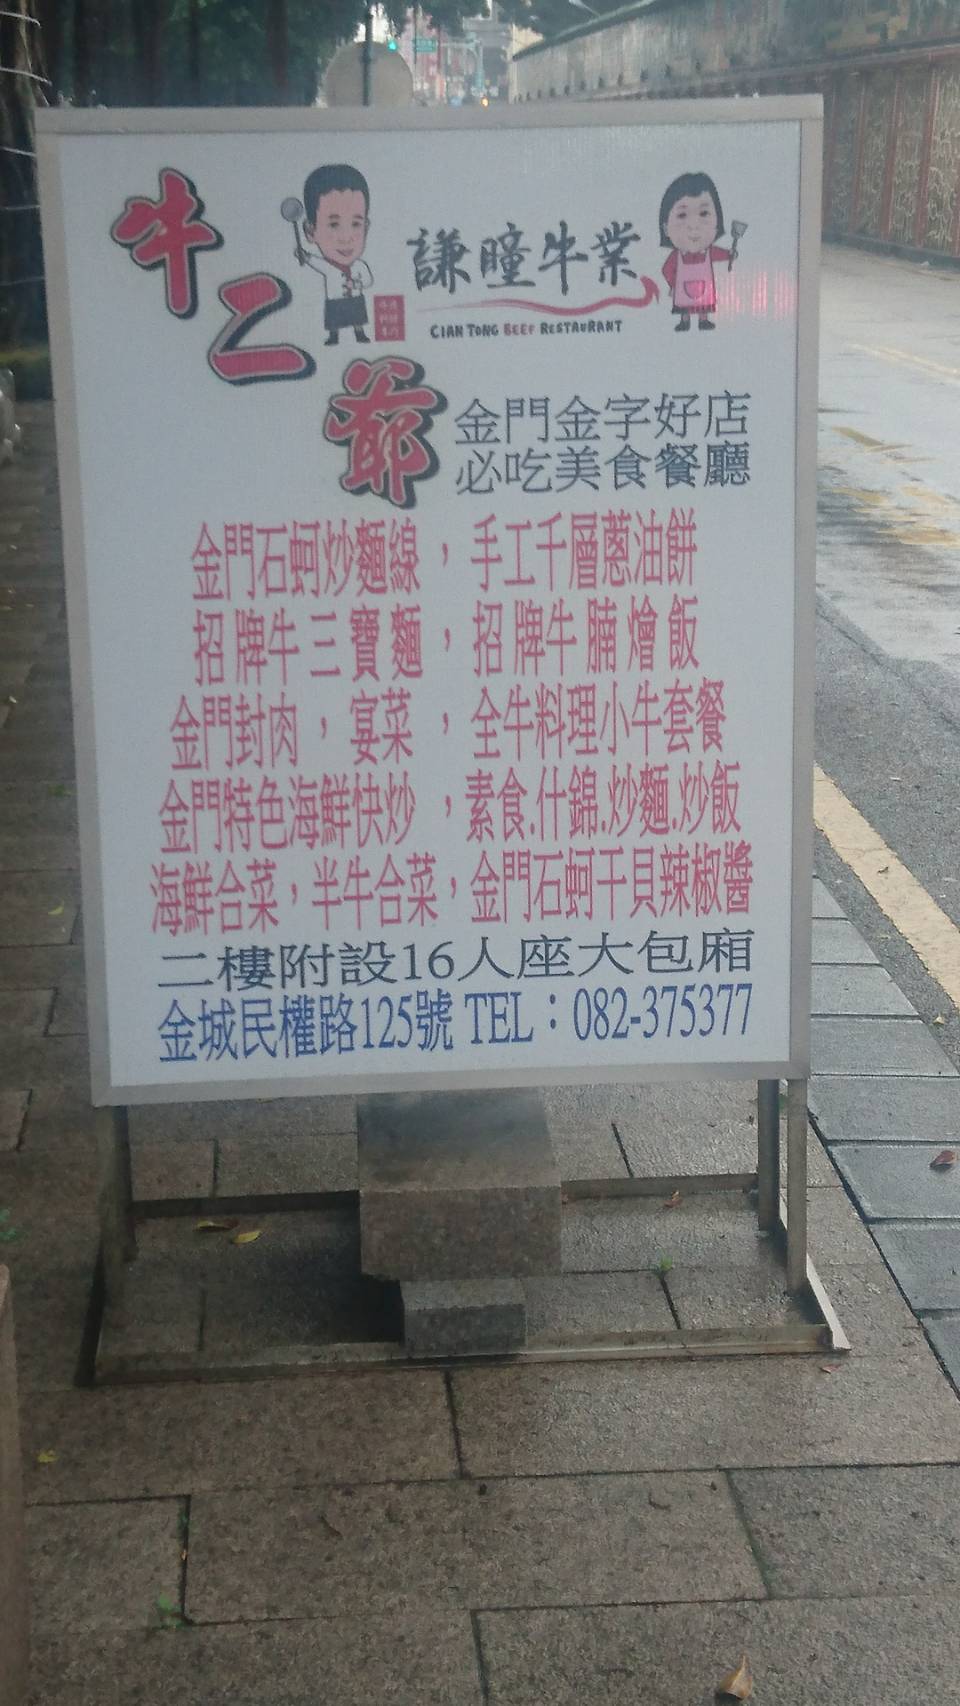 牛二爺
謙瞳牛業
CIAN TONG BEEF RESTAURANT
金門金字好店
必吃美食餐廳
金門石蚵炒麵線，手工千層蔥油餅
招牌牛三寶麵，招牌牛腩燴飯
金門封肉，宴菜，全牛料理小牛套餐
金門特色海鮮快炒，素食.什錦.炒麵.炒飯
海鮮合菜，半牛合菜，金門石蚵干貝辣椒醬
二樓附設16人座大包廂
金城民權路125號 TEL：082-375377